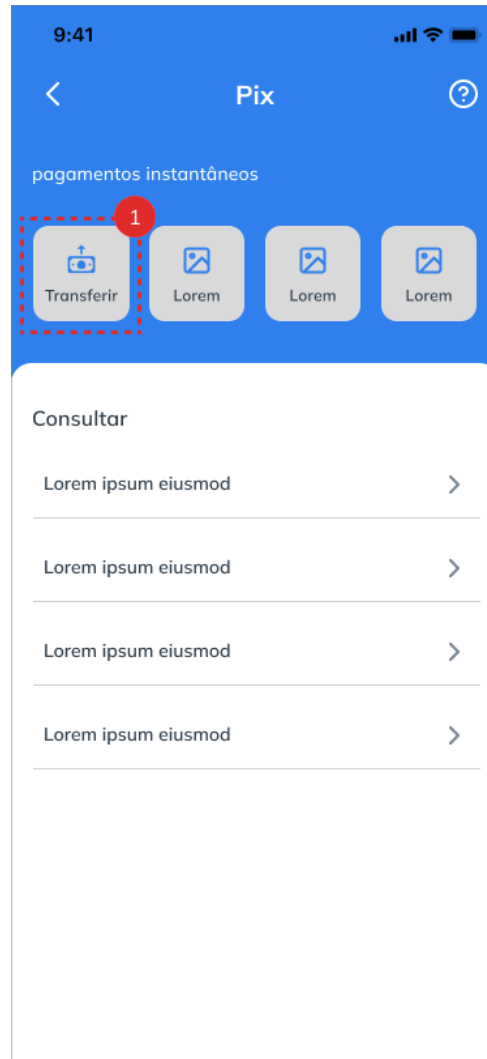 9:41
Pix
pagamentos instantâneos
1
Transferir
Lorem
Lorem
Lorem
Consultar
Lorem ipsum eiusmod
Lorem ipsum eiusmod
Lorem ipsum eiusmod
Lorem ipsum eiusmod